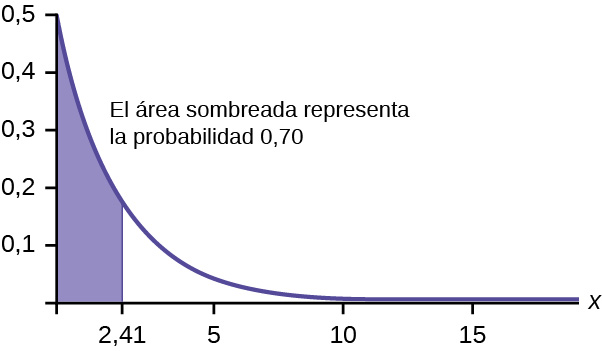 0,5
0,4
El área sombreada representa
la probabilidad 0,70
0,3
0,2
0,1
x
2,41 5 10 15